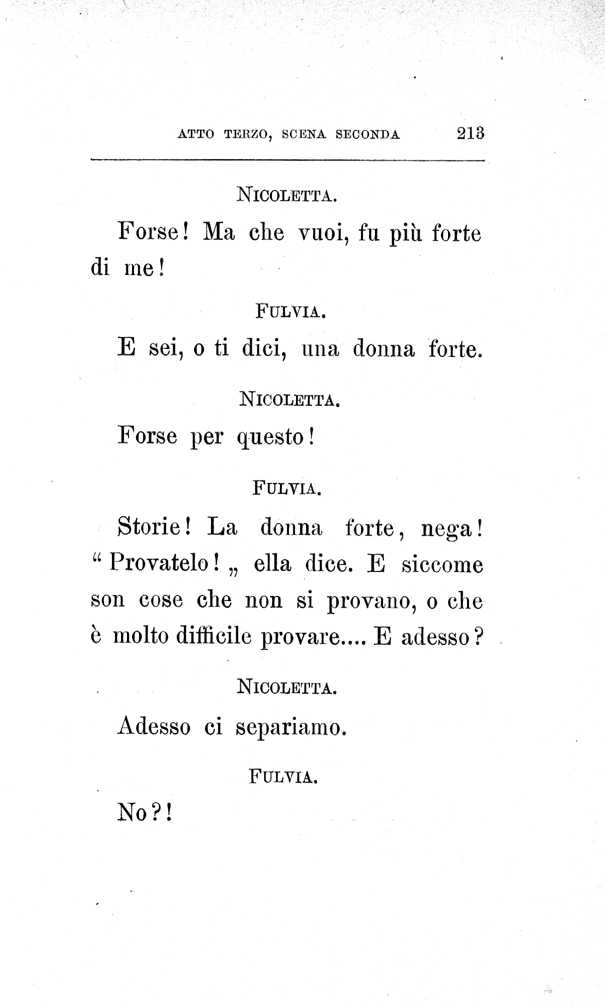 ATTO TERZO, SCENA SECONDA 213
NICOLETTA.
Forse! Ma che vuoi, fu più forte
di me!
FULVIA.
E sei, o ti dici, una donna forte.
NICOLETTA.
Forse per questo!
FULVIA.
Storie! La donna forte, nega!
“ Provatelo! „ ella dice. E siccome
son cose che non si provano, o che
è molto difficile provare.... E adesso?
NICOLETTA.
Adesso ci separiamo.
FULVIA.
No?!